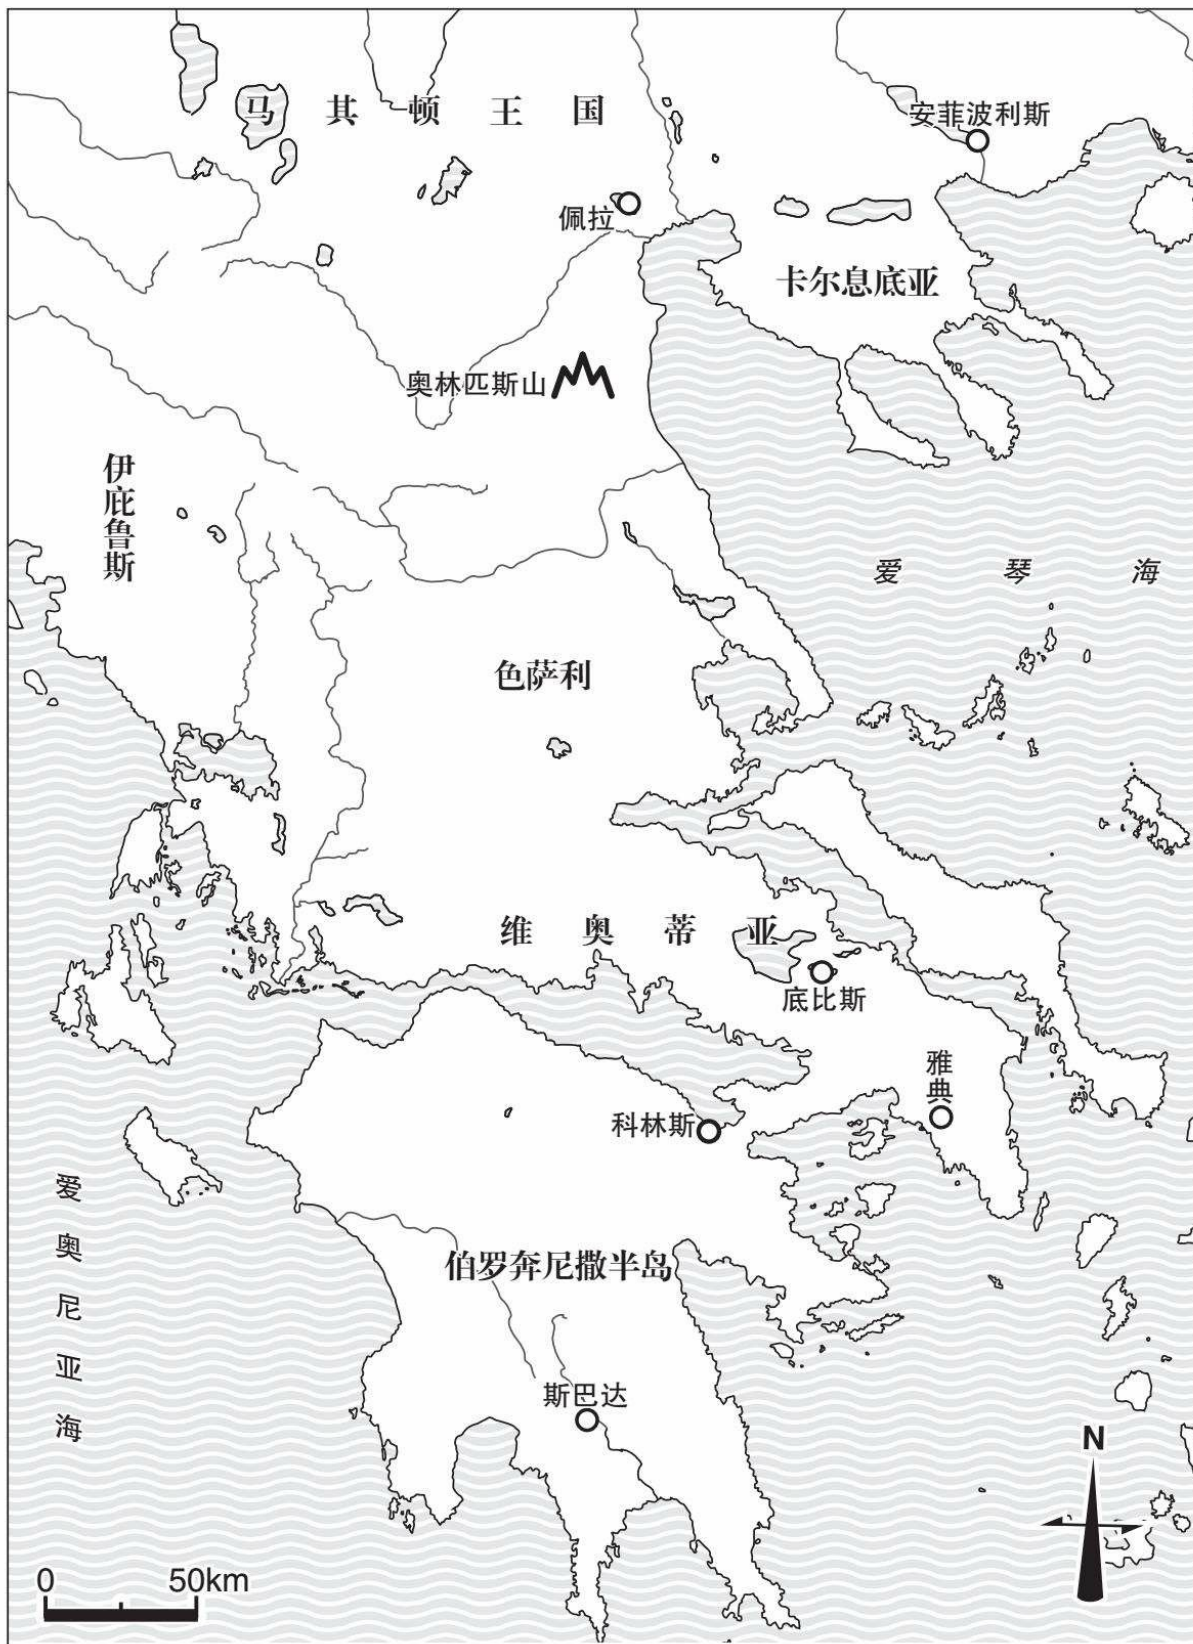 马其顿王国
安菲波利斯
佩拉
卡尔息底亚
奥林匹斯山
伊庇鲁斯
爱琴海
色萨利
维奥蒂亚
底比斯
雅典
科林斯
爱奥尼亚海
伯罗奔尼撒半岛
斯巴达
N
0 50km